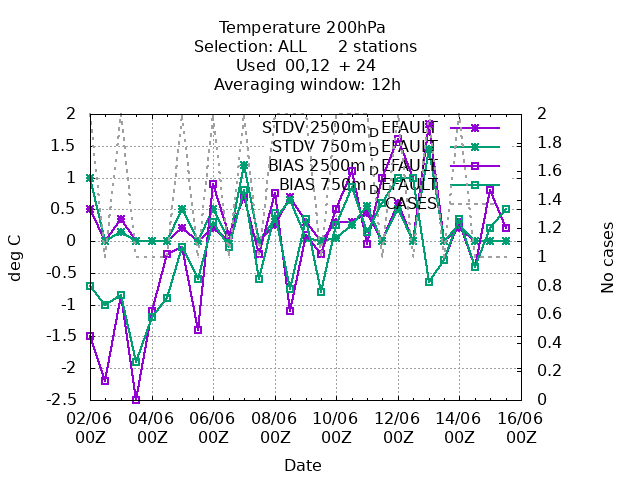 Temperature 200hPa
Selection: ALL 2 stations
Used 00,12 + 24
Averaging window: 12h
STDV 2500m_DEFAULT
STDV 750m_DEFAULT
BIAS 2500m_DEFAULT
BIAS 750m_DEFAULT
CASES
2
1.5
1
0.5
0
-0.5
-1
-1.5
-2
-2.5
deg C
2
1.8
1.6
1.4
1.2
1
0.8
0.6
0.4
0.2
0
No cases
02/06 04/06 06/06 08/06 10/06 12/06 14/06 16/06
00Z 00Z 00Z 00Z 00Z 00Z 00Z 00Z
Date